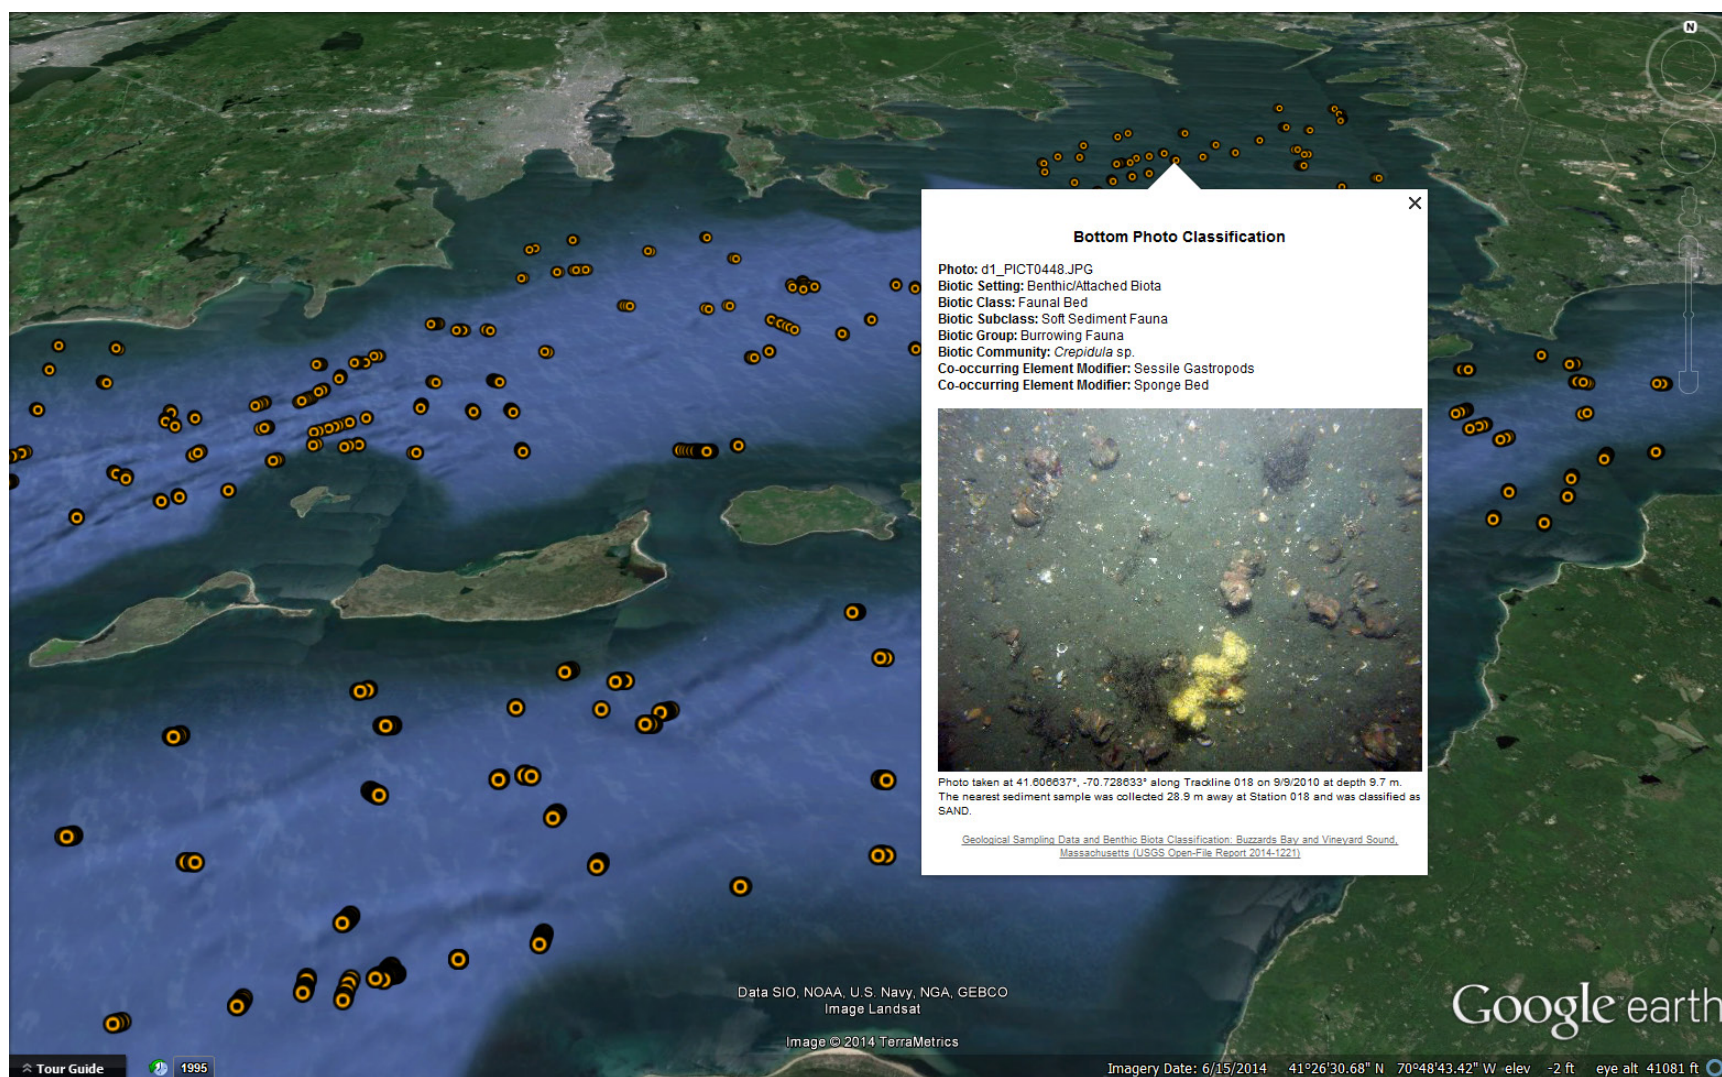 N
Bottom Photo Classification
Photo: d1_PICT0448.JPG
Biotic Setting: Benthic/Attached Biota
Biotic Class: Faunal Bed
Biotic Subclass: Soft Sediment Fauna
Biotic Group: Burrowing Fauna
Biotic Community: Crepidula sp.
Co-occurring Element Modifier: Sessile Gastropods
Co-occurring Element Modifier: Sponge Bed
Photo taken at 41.606637°, -70.728633° along Trackline 018 on 9/9/2010 at depth 9.7 m.
The nearest sediment sample was collected 28.9 m away at Station 018 and was classified as
SAND.
Geological Sampling Data and Benthic Biota Classification: Buzzards Bay and Vineyard Sound,
Massachusetts (USGS Open-File Report 2014-1221)
Data SIO, NOAA, U.S. Navy, NGA, GEBCO
Image Landsat
Image © 2014 TerraMetrics
Google earth
Tour Guide
1995
Imagery Date: 6/15/2014 41°26'30.68" N 70°48'43.42" W elev -2 ft eye alt 41081 ft